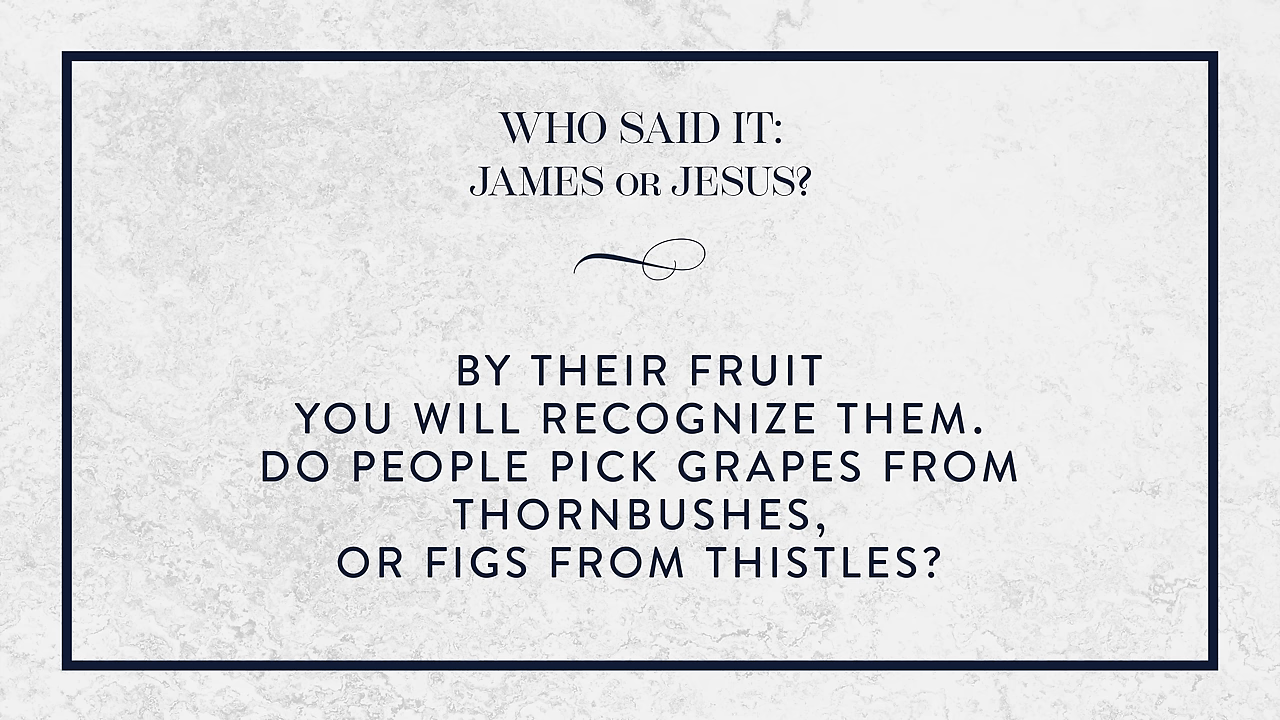 WHO SAID IT:
JAMES OR JESUS?
BY THEIR FRUIT
YOU WILL RECOGNIZE THEM.
DO PEOPLE PICK GRAPES FROM
THORNBUSHES,
OR FIGS FROM THISTLES?